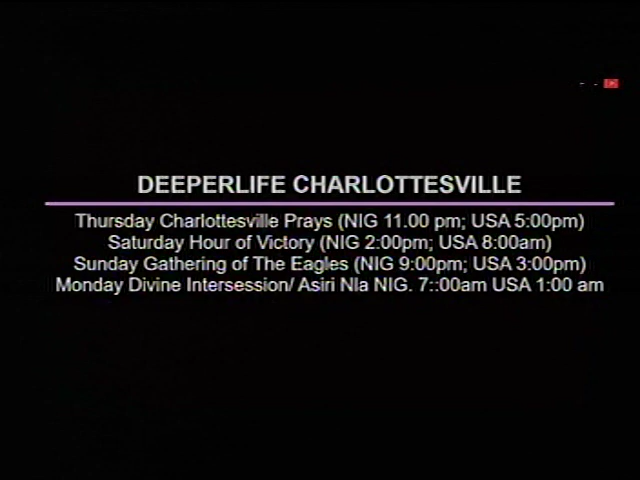 DEEPERLIFE CHARLOTTESVILLE
Thursday Charlottesville Prays (NIG 11.00 pm; USA 5:00pm)
Saturday Hour of Victory (NIG 2:00pm; USA 8:00am)
Sunday Gathering of The Eagles (NIG 9:00pm; USA 3:00pm)
Monday Divine Intersession/ Asiri Nla NIG. 7::00am USA 1:00 am